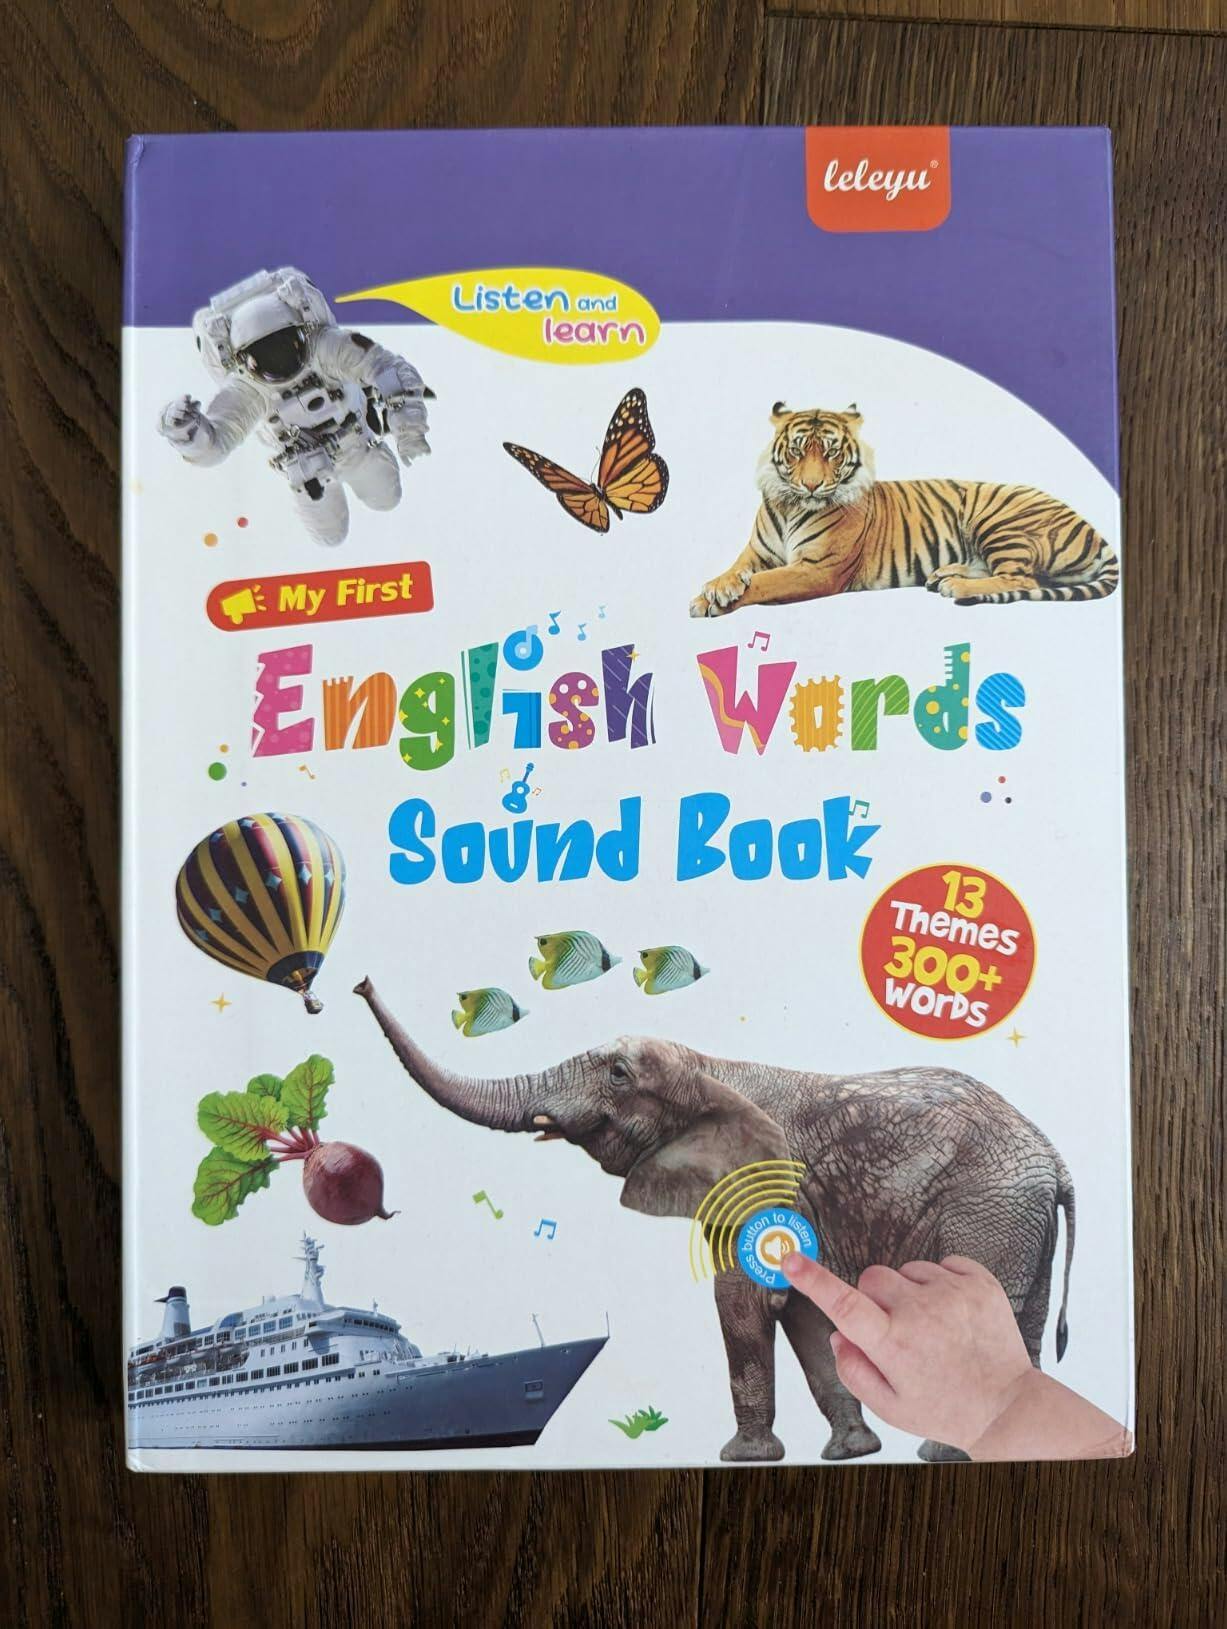 leleyu®
Listen and
learn
My First
English Words
Sound Book
13
Themes
300+
words
Press button to listen